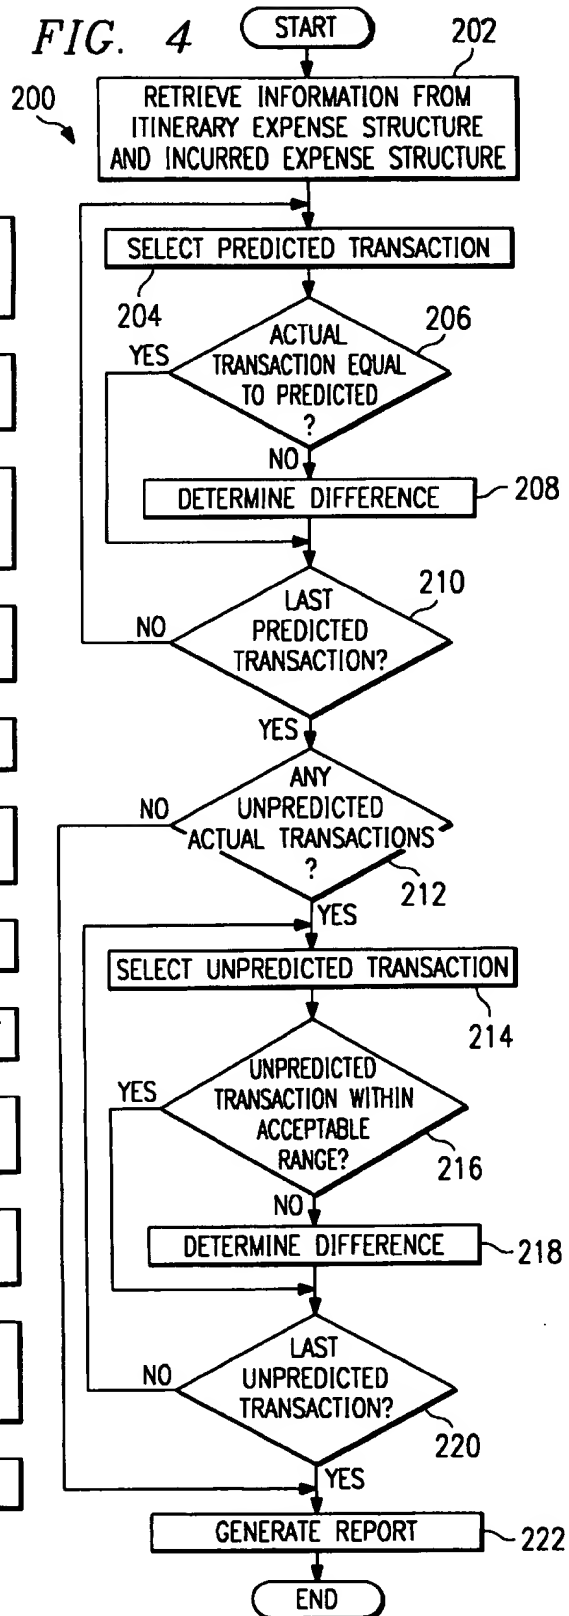 FIG. 4
START
202
200
RETRIEVE INFORMATION FROM
ITINERARY EXPENSE STRUCTURE
AND INCURRED EXPENSE STRUCTURE
SELECT PREDICTED TRANSACTION
204
206
ACTUAL
TRANSACTION EQUAL
TO PREDICTED
?
YES
NO
DETERMINE DIFFERENCE
208
210
LAST
PREDICTED
TRANSACTION?
NO
YES
ANY
UNPREDICTED
ACTUAL TRANSACTIONS
?
NO
212
YES
SELECT UNPREDICTED TRANSACTION
214
UNPREDICTED
TRANSACTION WITHIN
ACCEPTABLE
RANGE?
YES
216
NO
DETERMINE DIFFERENCE
218
LAST
UNPREDICTED
TRANSACTION?
NO
220
YES
GENERATE REPORT
222
END